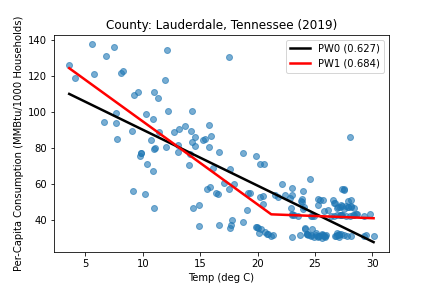 County: Lauderdale, Tennessee (2019)
Per-Capita Consumption (MMBtu/1000 Households)
140
120
100
80
60
40
PW0 (0.627)
PW1 (0.684)
5 10 15 20 25 30
Temp (deg C)